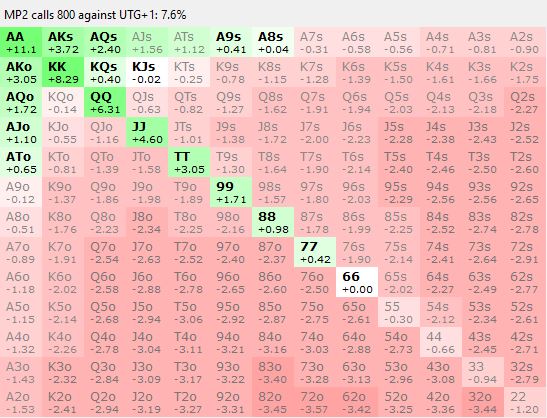 MP2 calls 800 against UTG+1: 7.6%
AA AKs AQs AJs ATs A9s A8s A7s A6s A5s A4s A3s A2s
+11.1 +3.72 +2.40 +1.56 +1.12 +0.41 +0.04 -0.31 -0.58 -0.56 -0.71 -0.81 -0.90
AKo KK KQs KJs KTs K9s K8s K7s K6s K5s K4s K3s K2s
+3.05 +8.29 +0.40 -0.02 -0.25 -0.78 -1.15 -1.28 -1.39 -1.50 -1.61 -1.66 -1.75
AQo KQo QQ QJs QTs Q9s Q8s Q7s Q6s Q5s Q4s Q3s Q2s
+1.72 -0.14 +6.31 -0.63 -0.82 -1.27 -1.62 -1.91 -1.94 -2.03 -2.13 -2.18 -2.27
AJo KJo QJo JJ JTs J9s J8s J7s J6s J5s J4s J3s J2s
+1.10 -0.55 -1.16 +4.60 -1.01 -1.38 -1.72 -2.00 -2.23 -2.28 -2.38 -2.43 -2.52
ATo KTo QTo JTo TT T9s T8s T7s T6s T5s T4s T3s T2s
+0.65 -0.81 -1.39 -1.58 +3.05 -1.30 -1.64 -1.90 -2.14 -2.40 -2.46 -2.50 -2.60
A9o K9o Q9o J9o T9o 99 98s 97s 96s 95s 94s 93s 92s
-0.12 -1.37 -1.86 -1.98 -1.89 +1.71 -1.57 -1.80 -2.03 -2.29 -2.56 -2.56 -2.65
A8o K8o Q8o J8o T8o 98o 88 87s 86s 85s 84s 83s 82s
-0.51 -1.76 -2.23 -2.34 -2.25 -2.16 +0.98 -1.78 -1.99 -2.25 -2.52 -2.74 -2.78
A7o K7o Q7o J7o T7o 97o 87o 77 76s 75s 74s 73s 72s
-0.89 -1.91 -2.54 -2.63 -2.52 -2.40 -2.37 +0.42 -1.90 -2.14 -2.41 -2.64 -2.91
A6o K6o Q6o J6o T6o 96o 86o 76o 66 65s 64s 63s 62s
-1.18 -2.02 -2.58 -2.88 -2.78 -2.65 -2.60 -2.50 +0.00 -2.02 -2.27 -2.49 -2.77
A5o K5o Q5o J5o T5o 95o 85o 75o 65o 55 54s 53s 52s
-1.15 -2.14 -2.68 -2.94 -3.06 -2.92 -2.87 -2.75 -2.61 -0.30 -2.12 -2.34 -2.61
A4o K4o Q4o J4o T4o 94o 84o 74o 64o 54o 44 43s 42s
-1.32 -2.26 -2.78 -3.04 -3.11 -3.21 -3.16 -3.03 -2.88 -2.73 -0.66 -2.45 -2.71
A3o K3o Q3o J3o T3o 93o 83o 73o 63o 53o 43o 33 32s
-1.43 -2.32 -2.84 -3.09 -3.17 -3.22 -3.40 -3.28 -3.13 -2.96 -3.08 -0.94 -2.79
A2o K2o Q2o J2o T2o 92o 82o 72o 62o 52o 42o 32o 22
-1.53 -2.41 -2.94 -3.19 -3.27 -3.31 -3.45 -3.57 -3.42 -3.25 -3.36 -3.44 -1.20